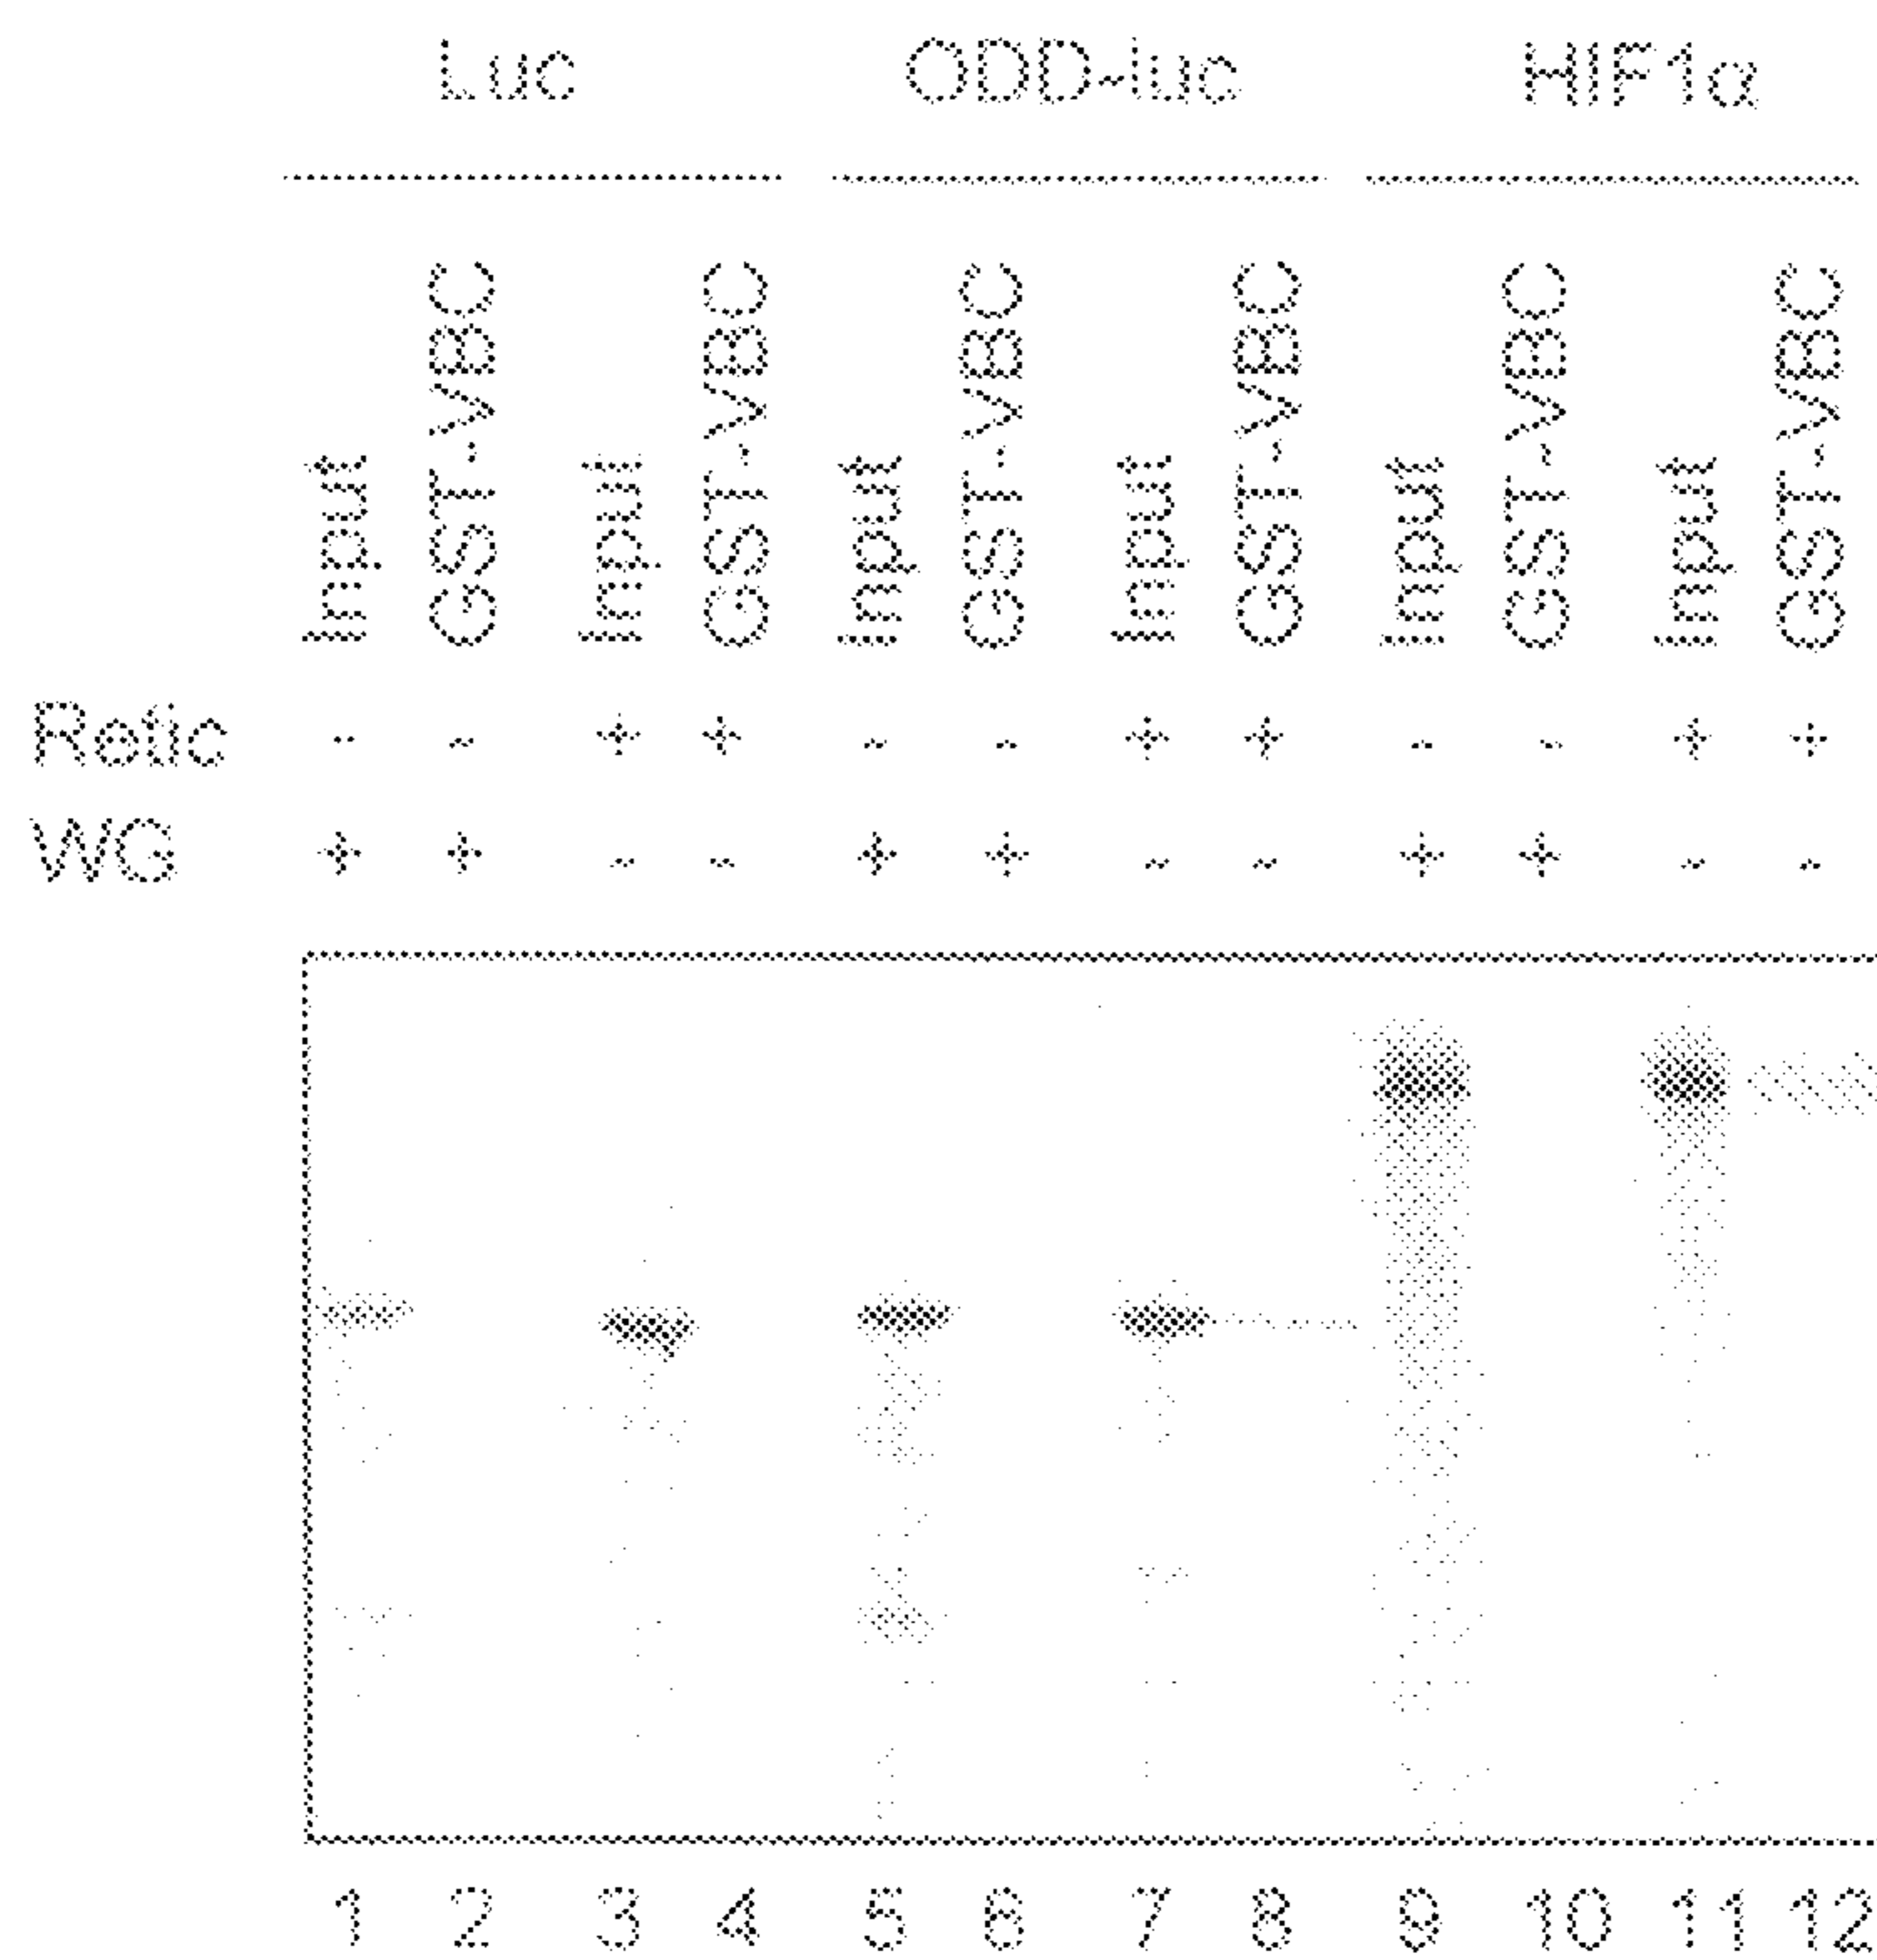 Luc ODD-luc HIF1α
Input GST-VBC Input GST-VBC Input GST-VBC Input GST-VBC Input GST-VBC Input GST-VBC
Retic - - + + - - + + - - + +
WG + + - - + + - - + + - -
1 2 3 4 5 6 7 8 9 10 11 12